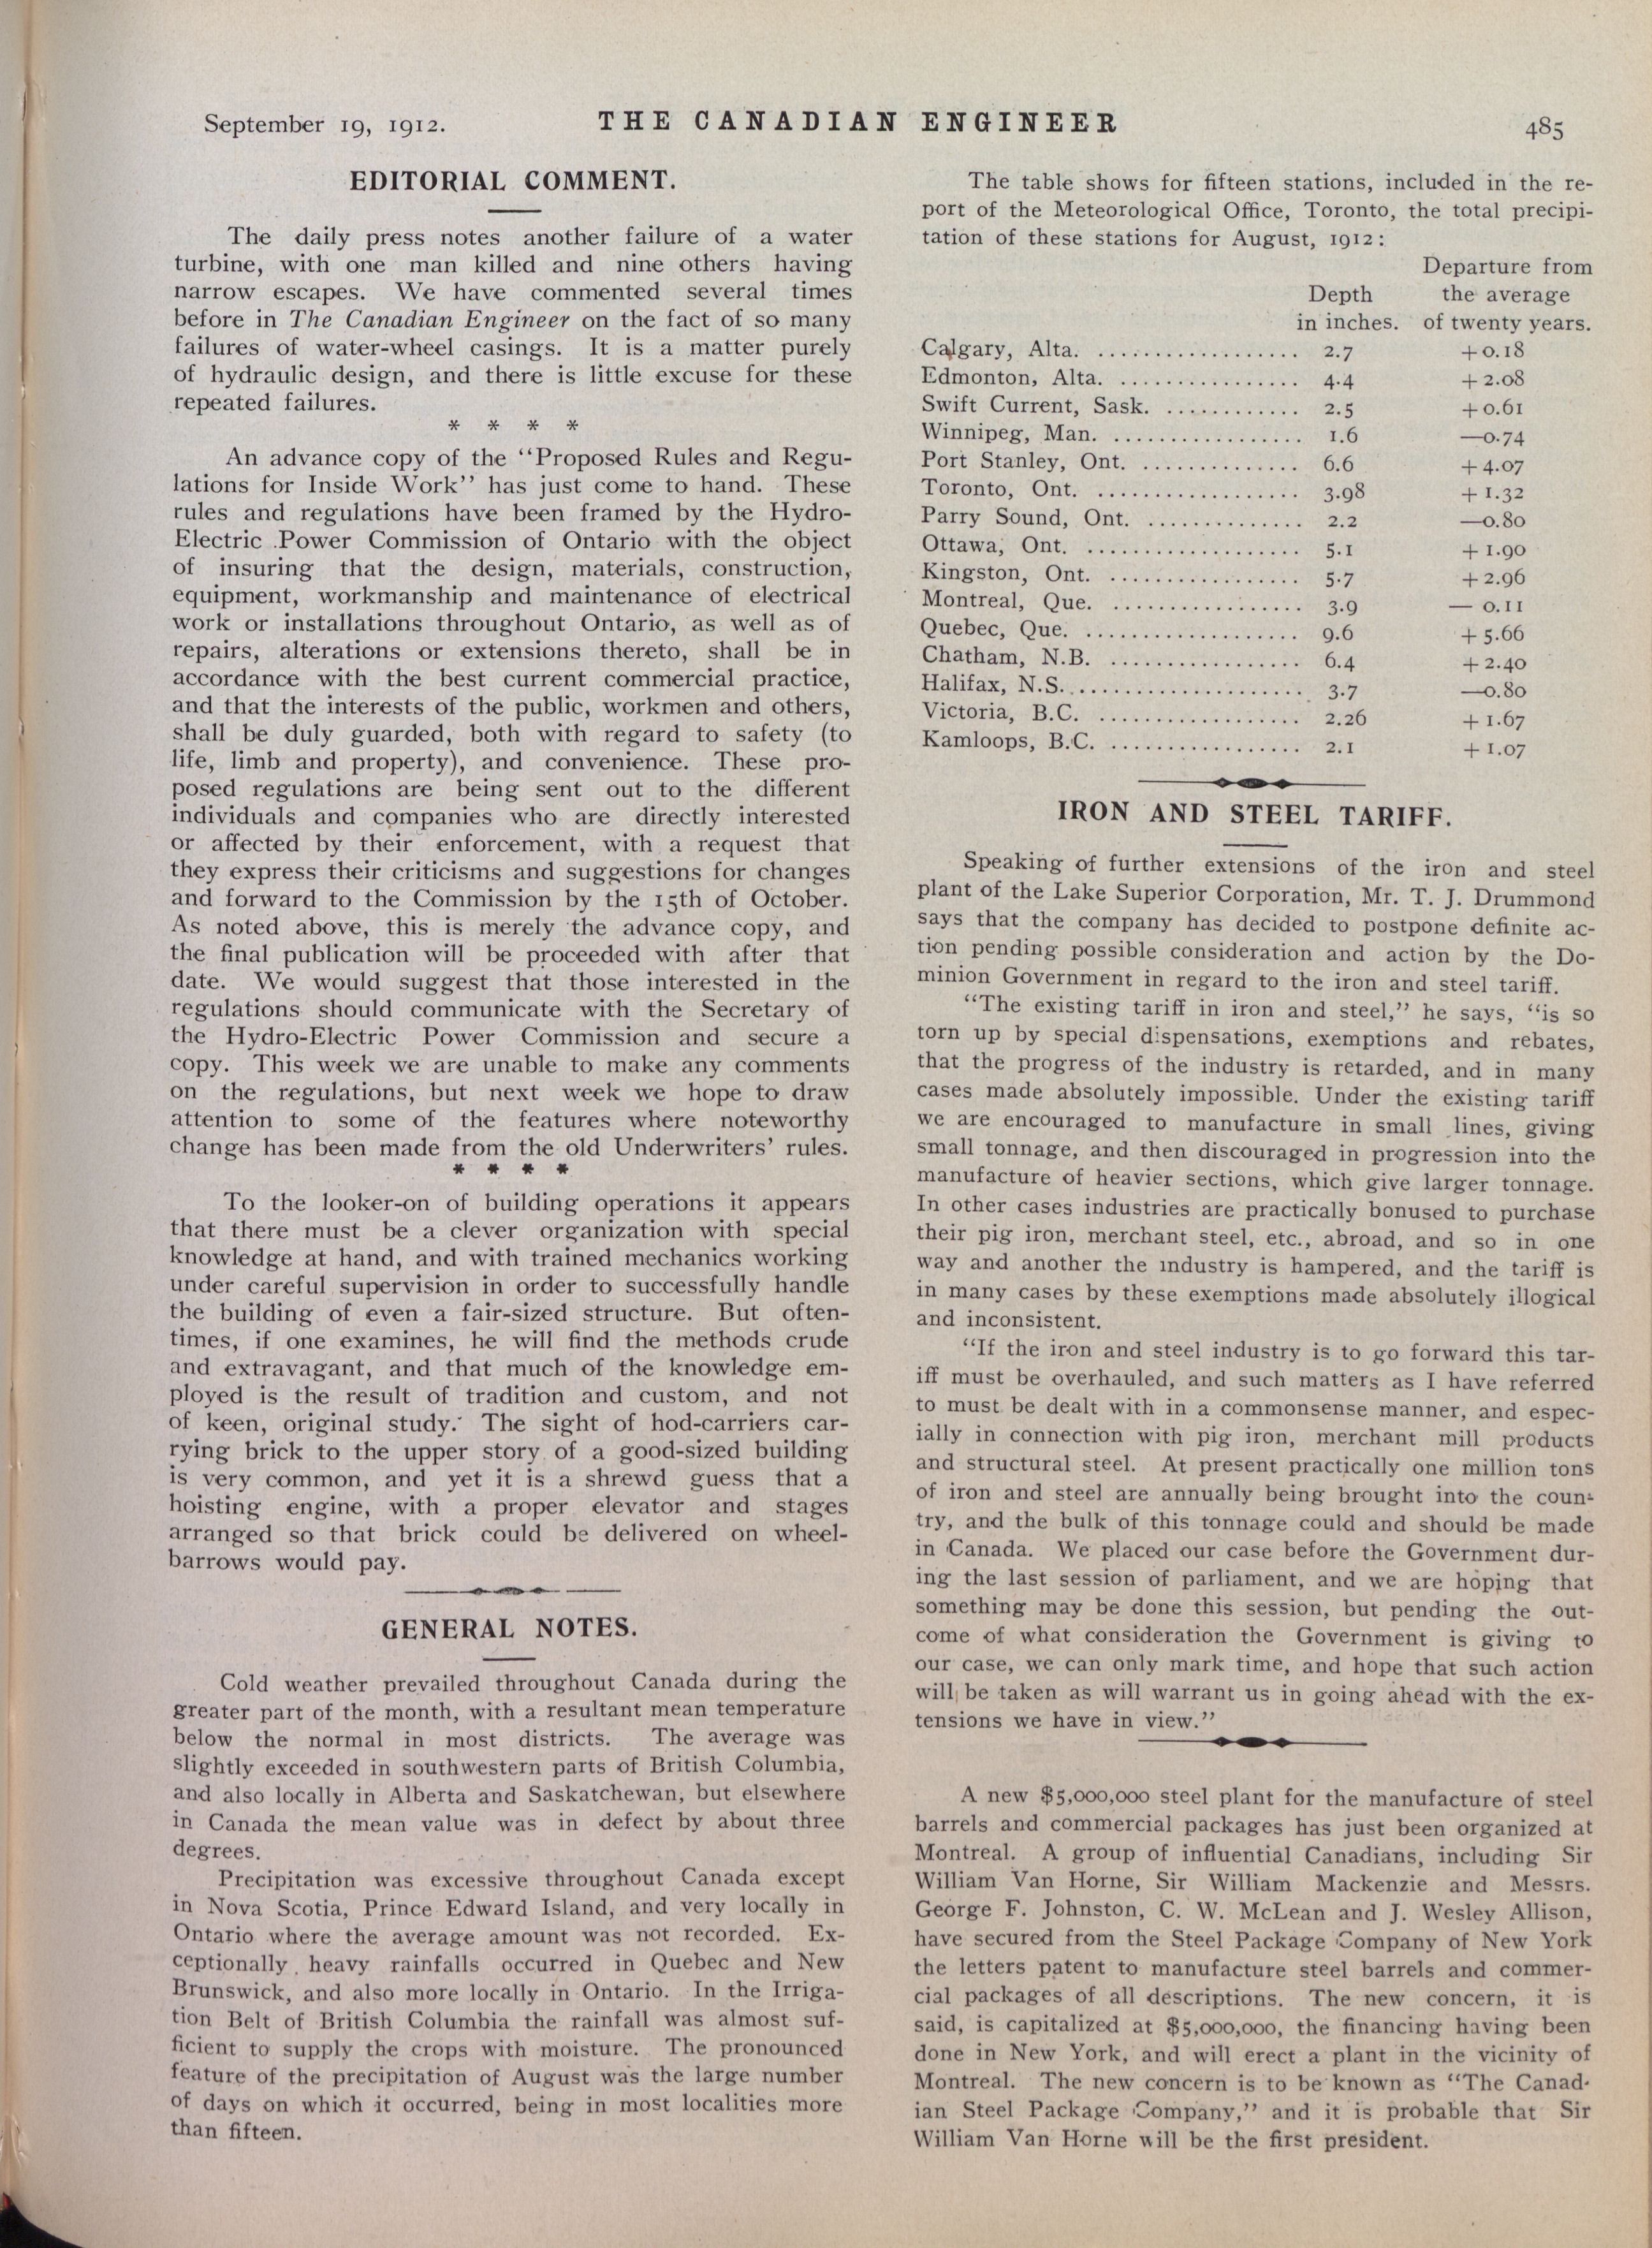 September 19, 1912.
THE CANADIAN ENGINEER
485
EDITORIAL COMMENT.
The daily press notes another failure of a water
turbine, with one man killed and nine others having
narrow escapes. We have commented several times
before in The Canadian Engineer on the fact of so many
failures of water-wheel casings. It is a matter purely
of hydraulic design, and there is little excuse for these
repeated failures.
* * * *
An advance copy of the "Proposed Rules and Regu-
lations for Inside Work" has just come to hand. These
rules and regulations have been framed by the Hydro-
Electric Power Commission of Ontario with the object
of insuring that the design, materials, construction,
equipment, workmanship and maintenance of electrical
work or installations throughout Ontario, as well as of
repairs, alterations or extensions thereto, shall be in
accordance with the best current commercial practice,
and that the interests of the public, workmen and others,
shall be duly guarded, both with regard to safety (to
life, limb and property), and convenience. These pro-
posed regulations are being sent out to the different
individuals and companies who are directly interested
or affected by their enforcement, with a request that
they express their criticisms and suggestions for changes
and forward to the Commission by the 15th of October.
As noted above, this is merely the advance copy, and
the final publication will be proceeded with after that
date. We would suggest that those interested in the
regulations should communicate with the Secretary of
the Hydro-Electric Power Commission and secure a
copy. This week we are unable to make any comments
on the regulations, but next week we hope to draw
attention to some of the features where noteworthy
change has been made from the old Underwriters' rules.
* * * *
To the looker-on of building operations it appears
that there must be a clever organization with special
knowledge at hand, and with trained mechanics working
under careful supervision in order to successfully handle
the building of even a fair-sized structure. But often-
times, if one examines, he will find the methods crude
and extravagant, and that much of the knowledge em-
ployed is the result of tradition and custom, and not
of keen, original study. The sight of hod-carriers car-
rying brick to the upper story of a good-sized building
is very common, and yet it is a shrewd guess that a
hoisting engine, with a proper elevator and stages
arranged so that brick could be delivered on wheel-
barrows would pay.
GENERAL NOTES.
Cold weather prevailed throughout Canada during the
greater part of the month, with a resultant mean temperature
below the normal in most districts. The average was
slightly exceeded in southwestern parts of British Columbia,
and also locally in Alberta and Saskatchewan, but elsewhere
in Canada the mean value was in defect by about three
degrees.
Precipitation was excessive throughout Canada except
in Nova Scotia, Prince Edward Island, and very locally in
Ontario where the average amount was not recorded. Ex-
ceptionally heavy rainfalls occurred in Quebec and New
Brunswick, and also more locally in Ontario. In the Irriga-
tion Belt of British Columbia the rainfall was almost suf-
ficient to supply the crops with moisture. The pronounced
feature of the precipitation of August was the large number
of days on which it occurred, being in most localities more
than fifteen.
The table shows for fifteen stations, included in the re-
port of the Meteorological Office, Toronto, the total precipi-
tation of these stations for August, 1912:
Departure from
Depth the average
in inches. of twenty years.
Calgary, Alta. .................. 2.7 +0.18
Edmonton, Alta. ................ 4.4 +2.08
Swift Current, Sask. ............ 2.5 +0.61
Winnipeg, Man. ................. 1.6 —0.74
Port Stanley, Ont. .............. 6.6 +4.07
Toronto, Ont. .................. 3.98 +1.32
Parry Sound, Ont. .............. 2.2 —0.80
Ottawa, Ont. ................... 5.1 +1.90
Kingston, Ont. ................. 5.7 +2.96
Montreal, Que. ................. 3.9 — 0.11
Quebec, Que. ................... 9.6 +5.66
Chatham, N.B. ................. 6.4 +2.40
Halifax, N.S....................... 3.7 —0.80
Victoria, B.C. .................. 2.26 +1.67
Kamloops, B.C. ................. 2.1 +1.07
IRON AND STEEL TARIFF.
Speaking of further extensions of the iron and steel
plant of the Lake Superior Corporation, Mr. T. J. Drummond
says that the company has decided to postpone definite ac-
tion pending possible consideration and action by the Do-
minion Government in regard to the iron and steel tariff.
"The existing tariff in iron and steel," he says, "is so
torn up by special dispensations, exemptions and rebates,
that the progress of the industry is retarded, and in many
cases made absolutely impossible. Under the existing tariff
we are encouraged to manufacture in small lines, giving
small tonnage, and then discouraged in progression into the
manufacture of heavier sections, which give larger tonnage.
In other cases industries are practically bonused to purchase
their pig iron, merchant steel, etc., abroad, and so in one
way and another the industry is hampered, and the tariff is
in many cases by these exemptions made absolutely illogical
and inconsistent.
"If the iron and steel industry is to go forward this tar-
iff must be overhauled, and such matters as I have referred
to must be dealt with in a commonsense manner, and espec-
ially in connection with pig iron, merchant mill products
and structural steel. At present practically one million tons
of iron and steel are annually being brought into the coun-
try, and the bulk of this tonnage could and should be made
in Canada. We placed our case before the Government dur-
ing the last session of parliament, and we are hoping that
something may be done this session, but pending the out-
come of what consideration the Government is giving to
our case, we can only mark time, and hope that such action
will be taken as will warrant us in going ahead with the ex-
tensions we have in view."
A new $5,000,000 steel plant for the manufacture of steel
barrels and commercial packages has just been organized at
Montreal. A group of influential Canadians, including Sir
William Van Horne, Sir William Mackenzie and Messrs.
George F. Johnston, C. W. McLean and J. Wesley Allison,
have secured from the Steel Package Company of New York
the letters patent to manufacture steel barrels and commer-
cial packages of all descriptions. The new concern, it is
said, is capitalized at $5,000,000, the financing having been
done in New York, and will erect a plant in the vicinity of
Montreal. The new concern is to be known as "The Canad-
ian Steel Package Company," and it is probable that Sir
William Van Horne will be the first president.